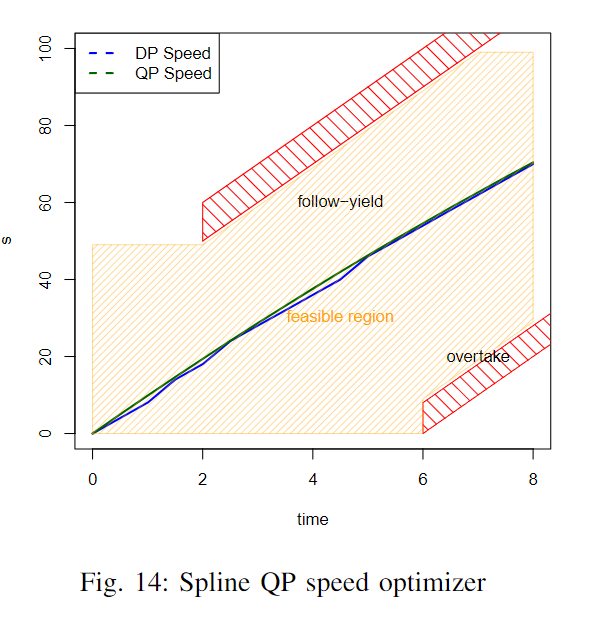 DP Speed
QP Speed
100
80
60
40
20
0
s
follow−yield
feasible region
overtake
0 2 4 6 8
time
Fig. 14: Spline QP speed optimizer